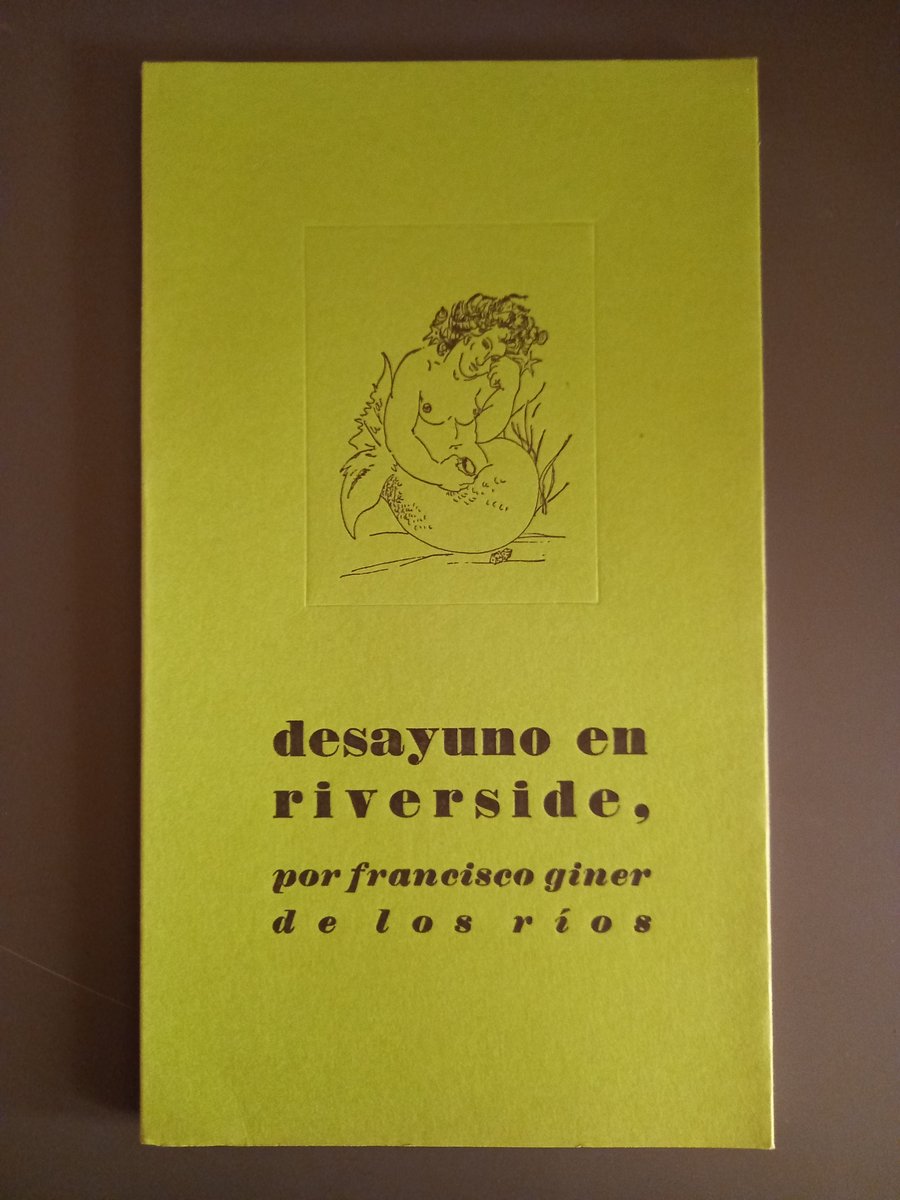 desayuno en
riverside,
por francisco giner
de los ríos